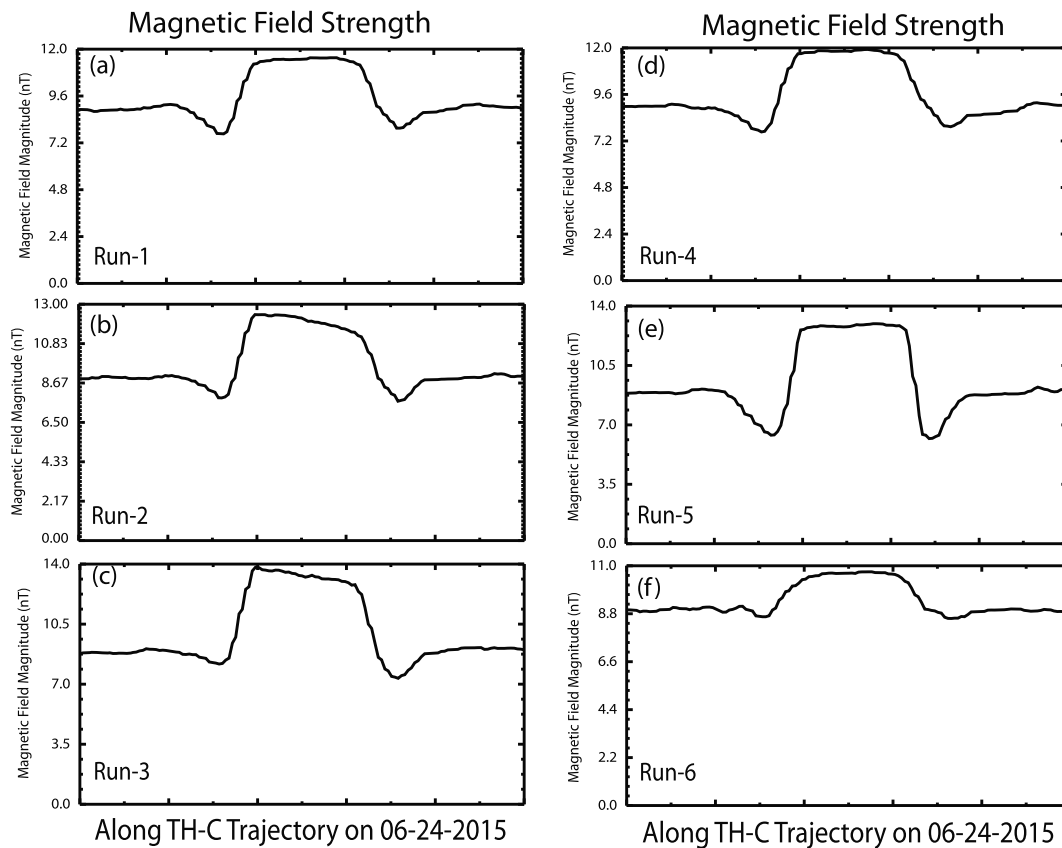 Magnetic Field Strength
Magnetic Field Magnitude (nT)
12.0
9.6
7.2
4.8
2.4
0.0
(a)
Run-1
Magnetic Field Magnitude (nT)
13.00
10.83
8.67
6.50
4.33
2.17
0.00
(b)
Run-2
Magnetic Field Magnitude (nT)
14.0
10.5
7.0
3.5
0.0
(c)
Run-3
Along TH-C Trajectory on 06-24-2015
Magnetic Field Strength
Magnetic Field Magnitude (nT)
12.0
9.6
7.2
4.8
2.4
0.0
(d)
Run-4
Magnetic Field Magnitude (nT)
14.0
10.5
7.0
3.5
0.0
(e)
Run-5
Magnetic Field Magnitude (nT)
11.0
8.8
6.6
4.4
2.2
0.0
(f)
Run-6
Along TH-C Trajectory on 06-24-2015